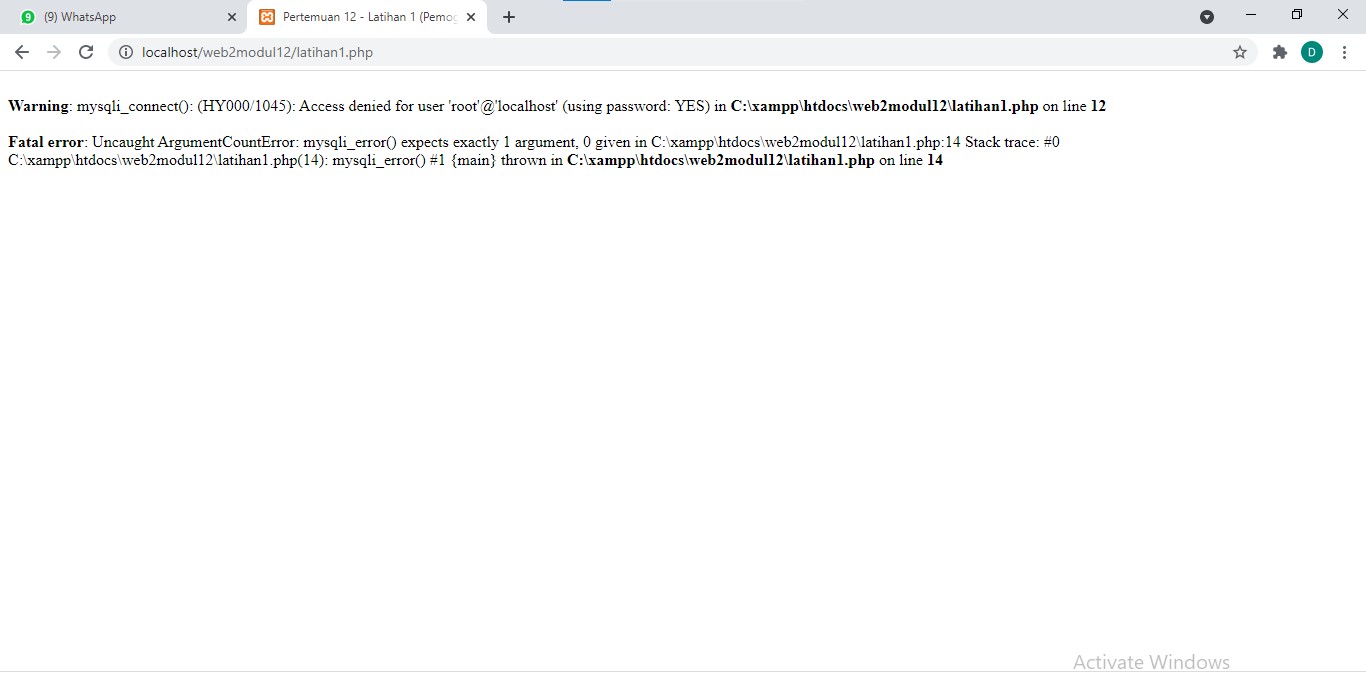 (9) WhatsApp
Pertemuan 12 - Latihan 1 (Pemog
localhost/web2modul12/latihan1.php
D
Warning: mysqli_connect(): (HY000/1045): Access denied for user 'root'@'localhost' (using password: YES) in C:\xampp\htdocs\web2modul12\latihan1.php on line 12
Fatal error: Uncaught ArgumentCountError: mysqli_error() expects exactly 1 argument, 0 given in C:\xampp\htdocs\web2modul12\latihan1.php:14 Stack trace: #0
C:\xampp\htdocs\web2modul12\latihan1.php(14): mysqli_error() #1 {main} thrown in C:\xampp\htdocs\web2modul12\latihan1.php on line 14
Activate Windows